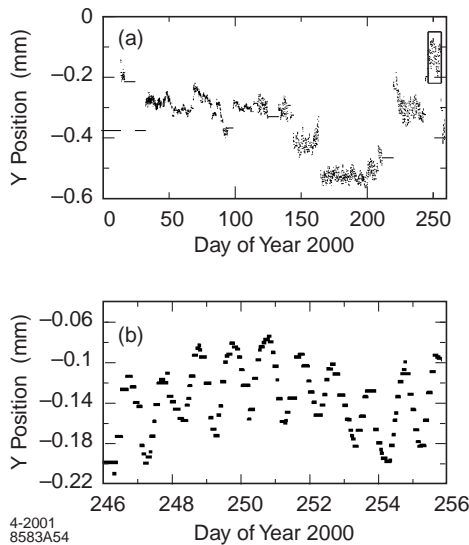 0
(a)
−0.2
−0.4
−0.6
Y Position (mm)
0 50 100 150 200 250
Day of Year 2000
−0.06
(b)
−0.1
−0.14
−0.18
−0.22
Y Position (mm)
246 248 250 252 254 256
Day of Year 2000
4-2001
8583A54